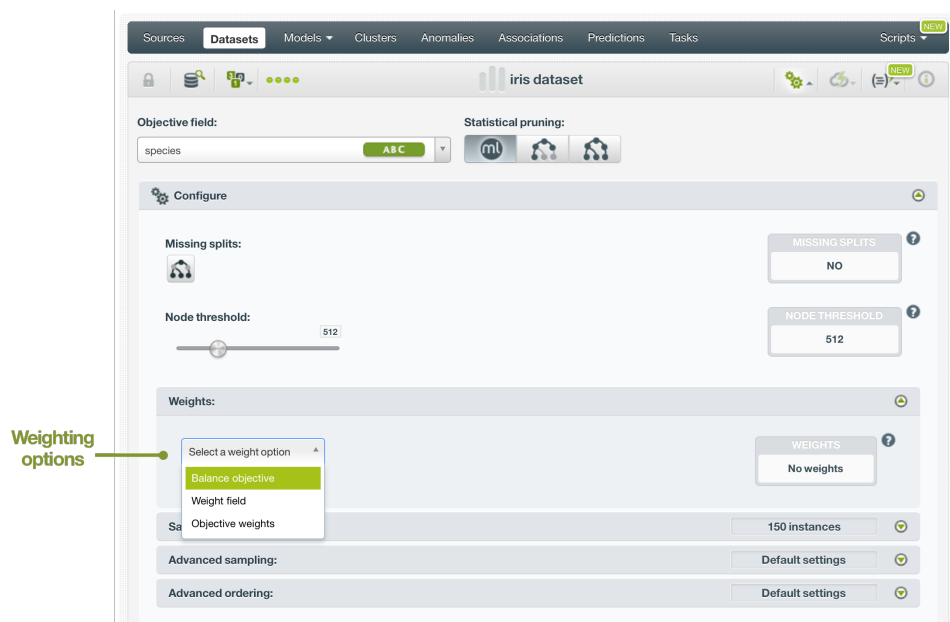 Sources Datasets Models Clusters Anomalies Associations Predictions Tasks Scripts NEW
iris dataset NEW
Objective field: Statistical pruning:
species ABC ml
Configure
Missing splits: MISSING SPLITS ?
NO
Node threshold: NODE THRESHOLD ?
512 512
Weights:
Weighting options
Select a weight option WEIGHTS ?
No weights
Balance objective
Weight field
Objective weights
Sa 150 instances
Advanced sampling: Default settings
Advanced ordering: Default settings